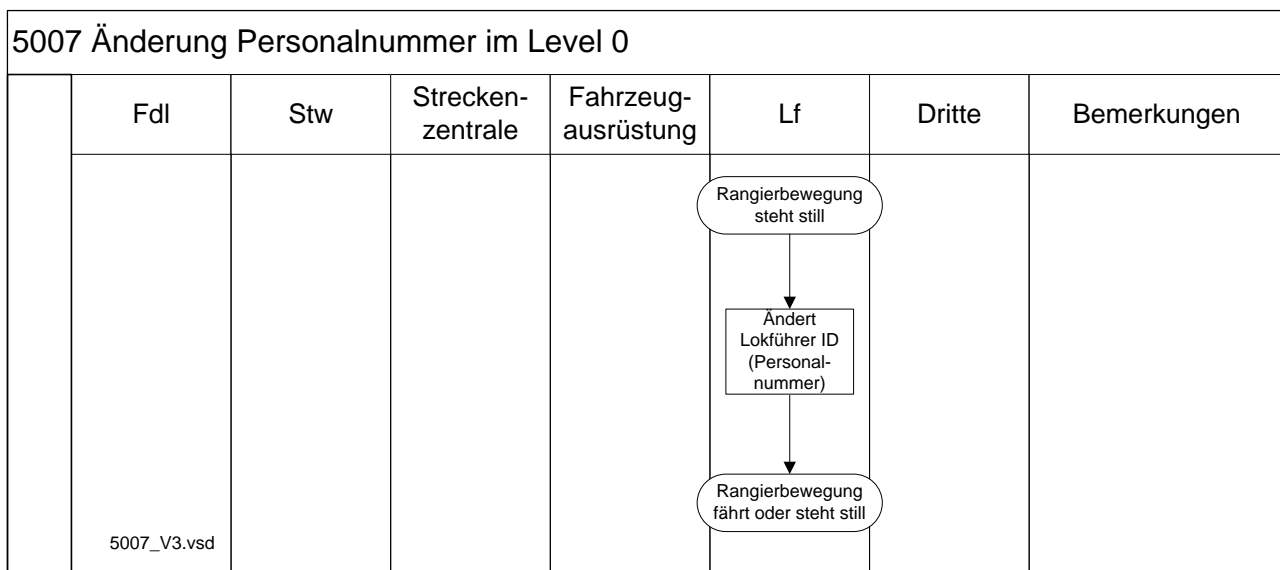 5007 Änderung Personalnummer im Level 0
Fdl
Stw
Strecken-
zentrale
Fahrzeug-
ausrüstung
Lf
Dritte
Bemerkungen
Rangierbewegung
steht still
Ändert
Lokführer ID
(Personal-
nummer)
Rangierbewegung
fährt oder steht still
5007_V3.vsd